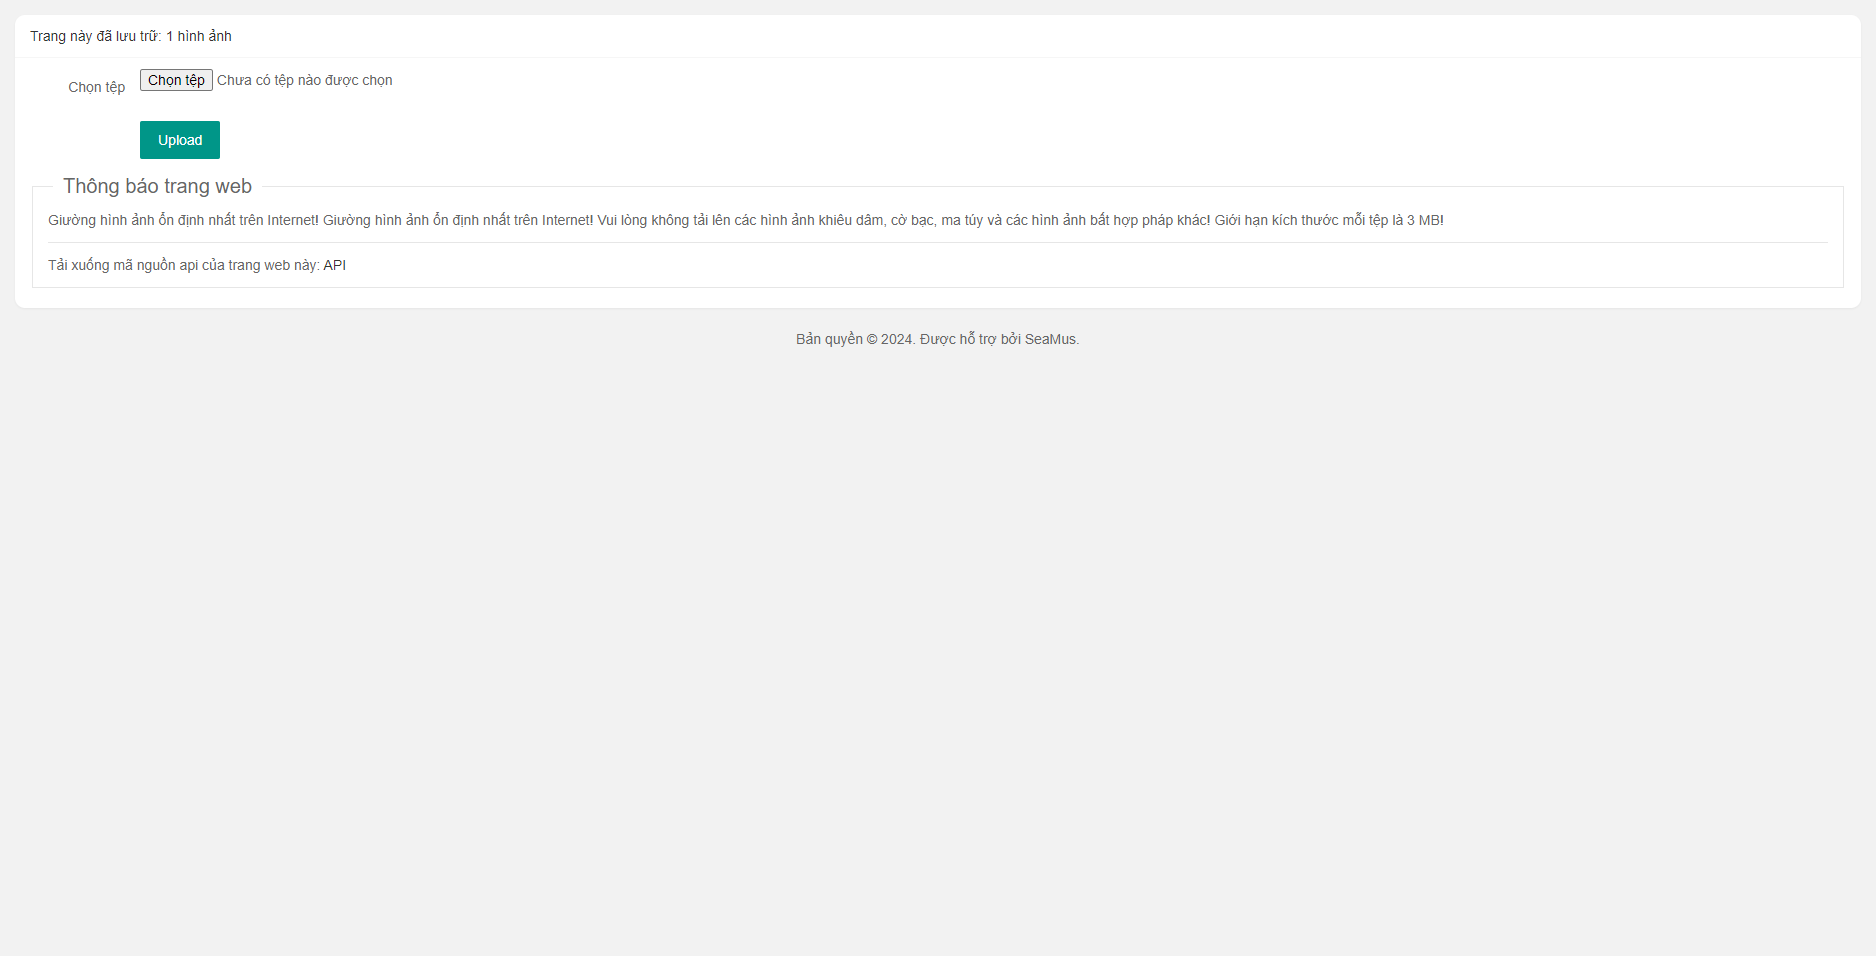 Trang này đã lưu trữ: 1 hình ảnh
Chọn tệp Chọn tệp Chưa có tệp nào được chọn
Upload
Thông báo trang web
Giường hình ảnh ổn định nhất trên Internet! Giường hình ảnh ổn định nhất trên Internet! Vui lòng không tải lên các hình ảnh khiêu dâm, cờ bạc, ma túy và các hình ảnh bất hợp pháp khác! Giới hạn kích thước mỗi tệp là 3 MB!
Tải xuống mã nguồn api của trang web này: API
Bản quyền © 2024. Được hỗ trợ bởi SeaMus.